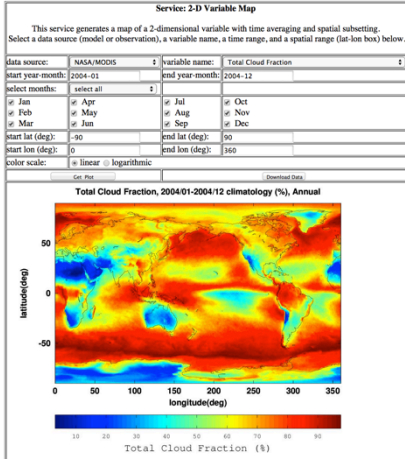 Service: 2-D Variable Map
This service generates a map of a 2-dimensional variable with time averaging and spatial subsetting.
Select a data source (model or observation), a variable name, a time range, and a spatial range (lat-lon box) below.
data source: NASA/MODIS variable name: Total Cloud Fraction
start year-month: 2004-01 end year-month: 2004-12
select months: select all
Jan Apr Jul Oct
Feb May Aug Nov
Mar Jun Sep Dec
start lat (deg): -90 end lat (deg): 90
start lon (deg): 0 end lon (deg): 360
color scale: linear logarithmic
Get Plot Download Data
Total Cloud Fraction, 2004/01-2004/12 climatology (%), Annual
50
0
-50
latitude(deg)
0 50 100 150 200 250 300 350
longitude(deg)
10 20 30 40 50 60 70 80 90
Total Cloud Fraction (%)